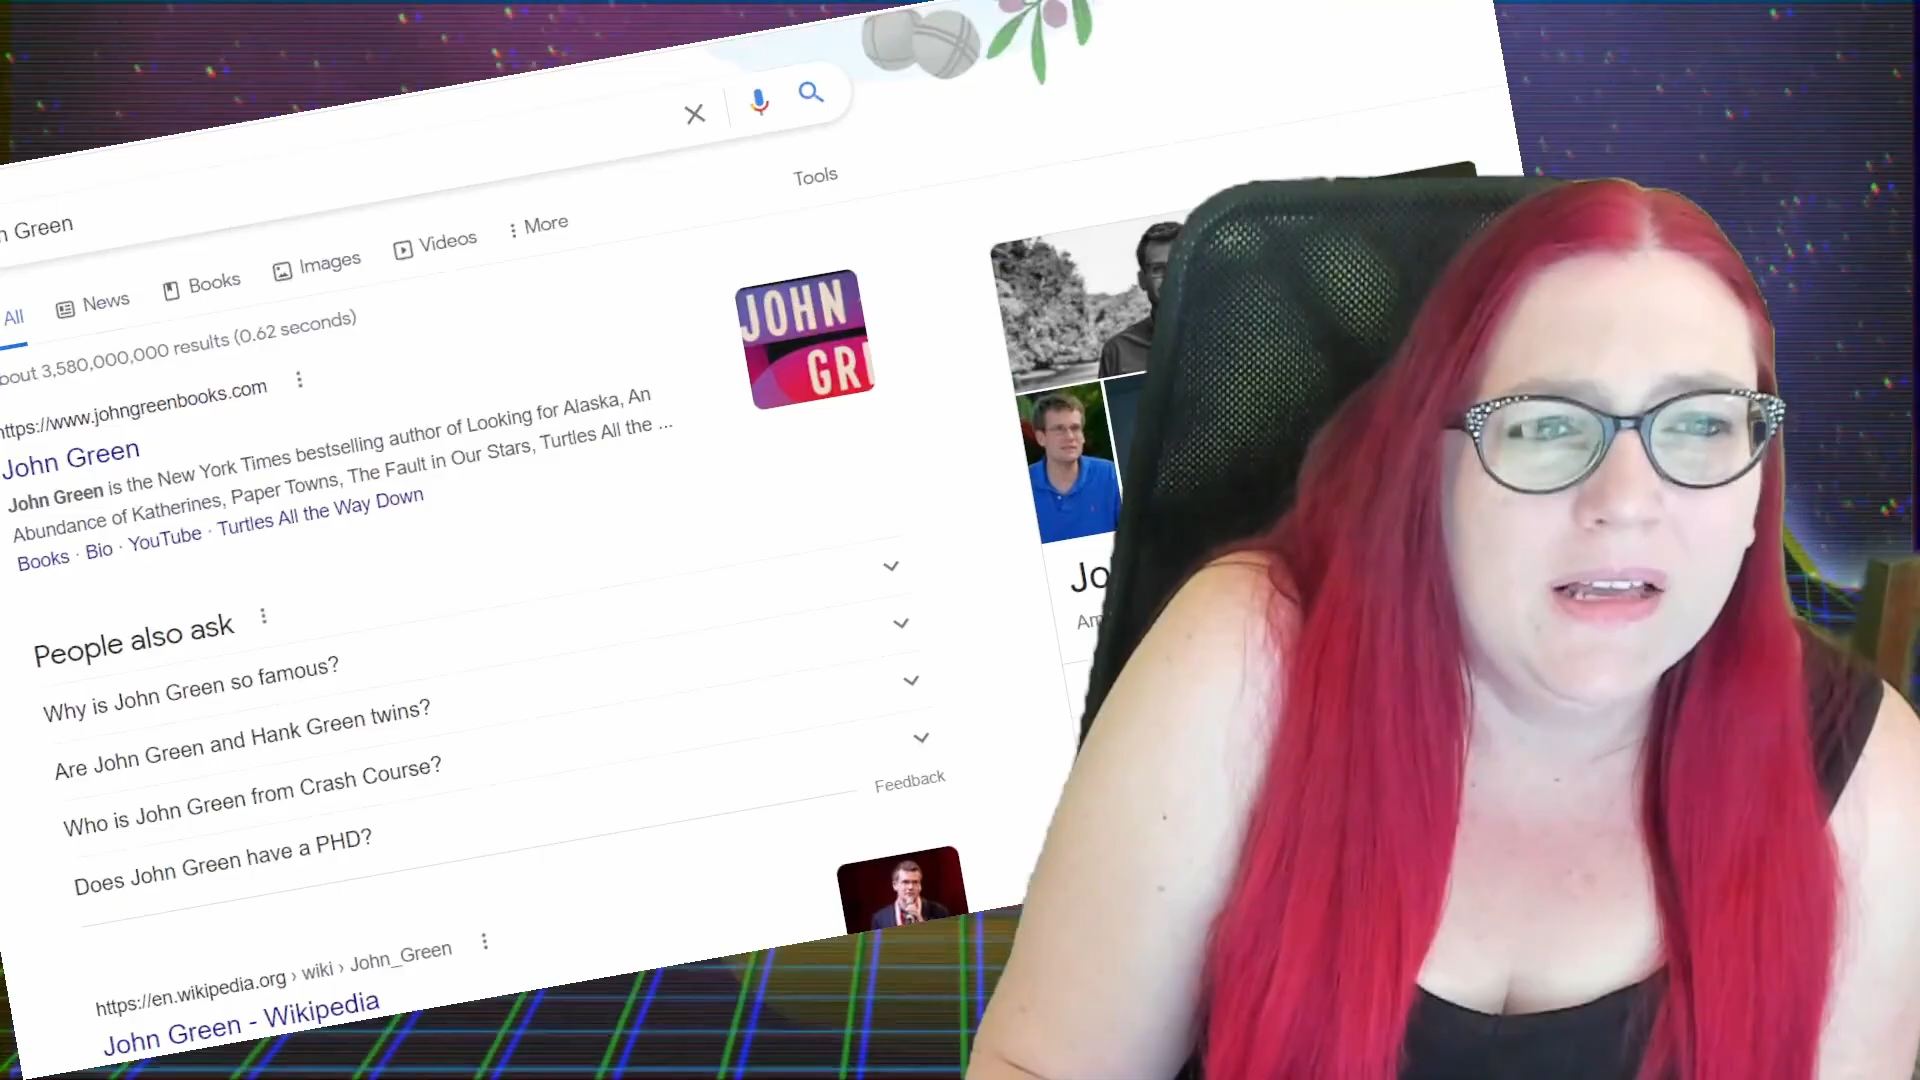 n Green
Tools
All
News
Books
Images
Videos
More
bout 3,580,000,000 results (0.62 seconds)
https://www.johngreenbooks.com
John Green
John Green is the New York Times bestselling author of Looking for Alaska, An
Abundance of Katherines, Paper Towns, The Fault in Our Stars, Turtles All the ...
Books · Bio · YouTube · Turtles All the Way Down
JOHN
GRE
Jo
Am
People also ask
Why is John Green so famous?
Are John Green and Hank Green twins?
Who is John Green from Crash Course?
Does John Green have a PHD?
Feedback
https://en.wikipedia.org › wiki › John_Green
John Green - Wikipedia